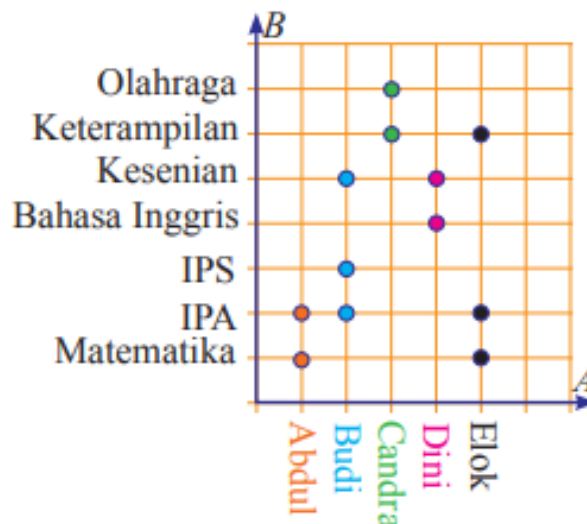 B
Olahraga
Keterampilan
Kesenian
Bahasa Inggris
IPS
IPA
Matematika
A
Abdul
Budi
Candra
Dini
Elok